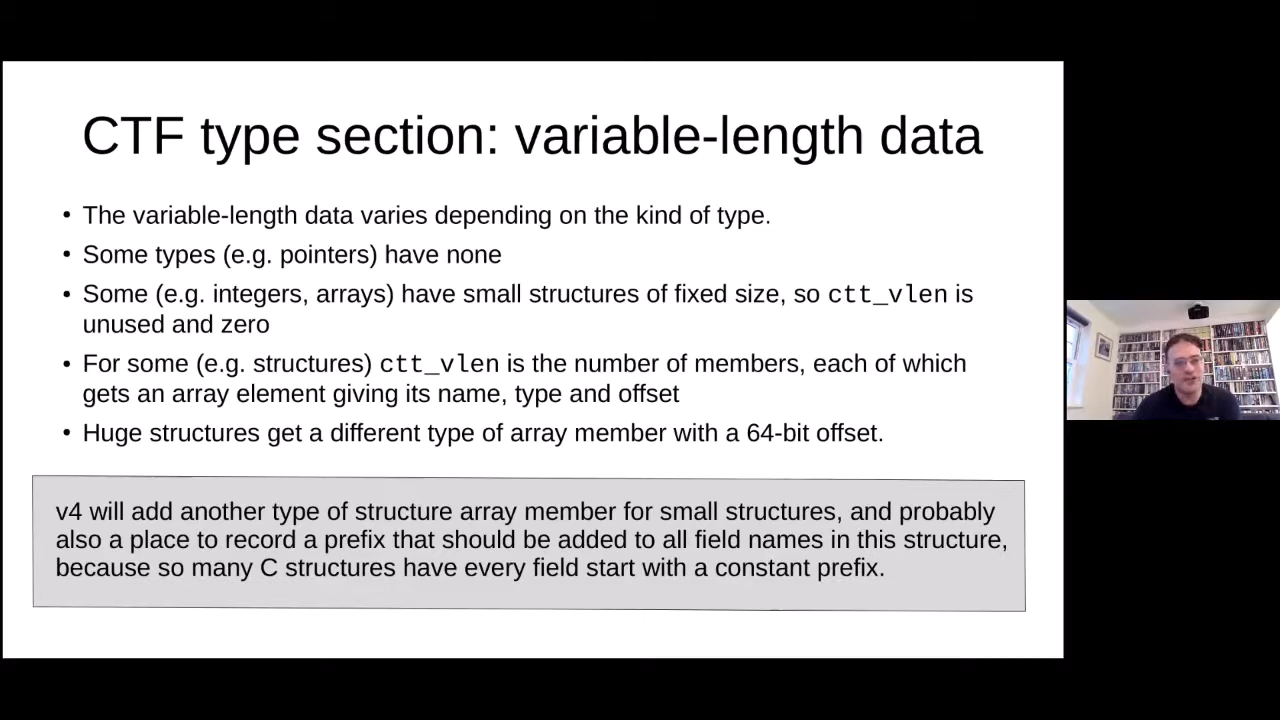 CTF type section: variable-length data
• The variable-length data varies depending on the kind of type.
• Some types (e.g. pointers) have none
• Some (e.g. integers, arrays) have small structures of fixed size, so ctt_vlen is
unused and zero
• For some (e.g. structures) ctt_vlen is the number of members, each of which
gets an array element giving its name, type and offset
• Huge structures get a different type of array member with a 64-bit offset.
v4 will add another type of structure array member for small structures, and probably
also a place to record a prefix that should be added to all field names in this structure,
because so many C structures have every field start with a constant prefix.